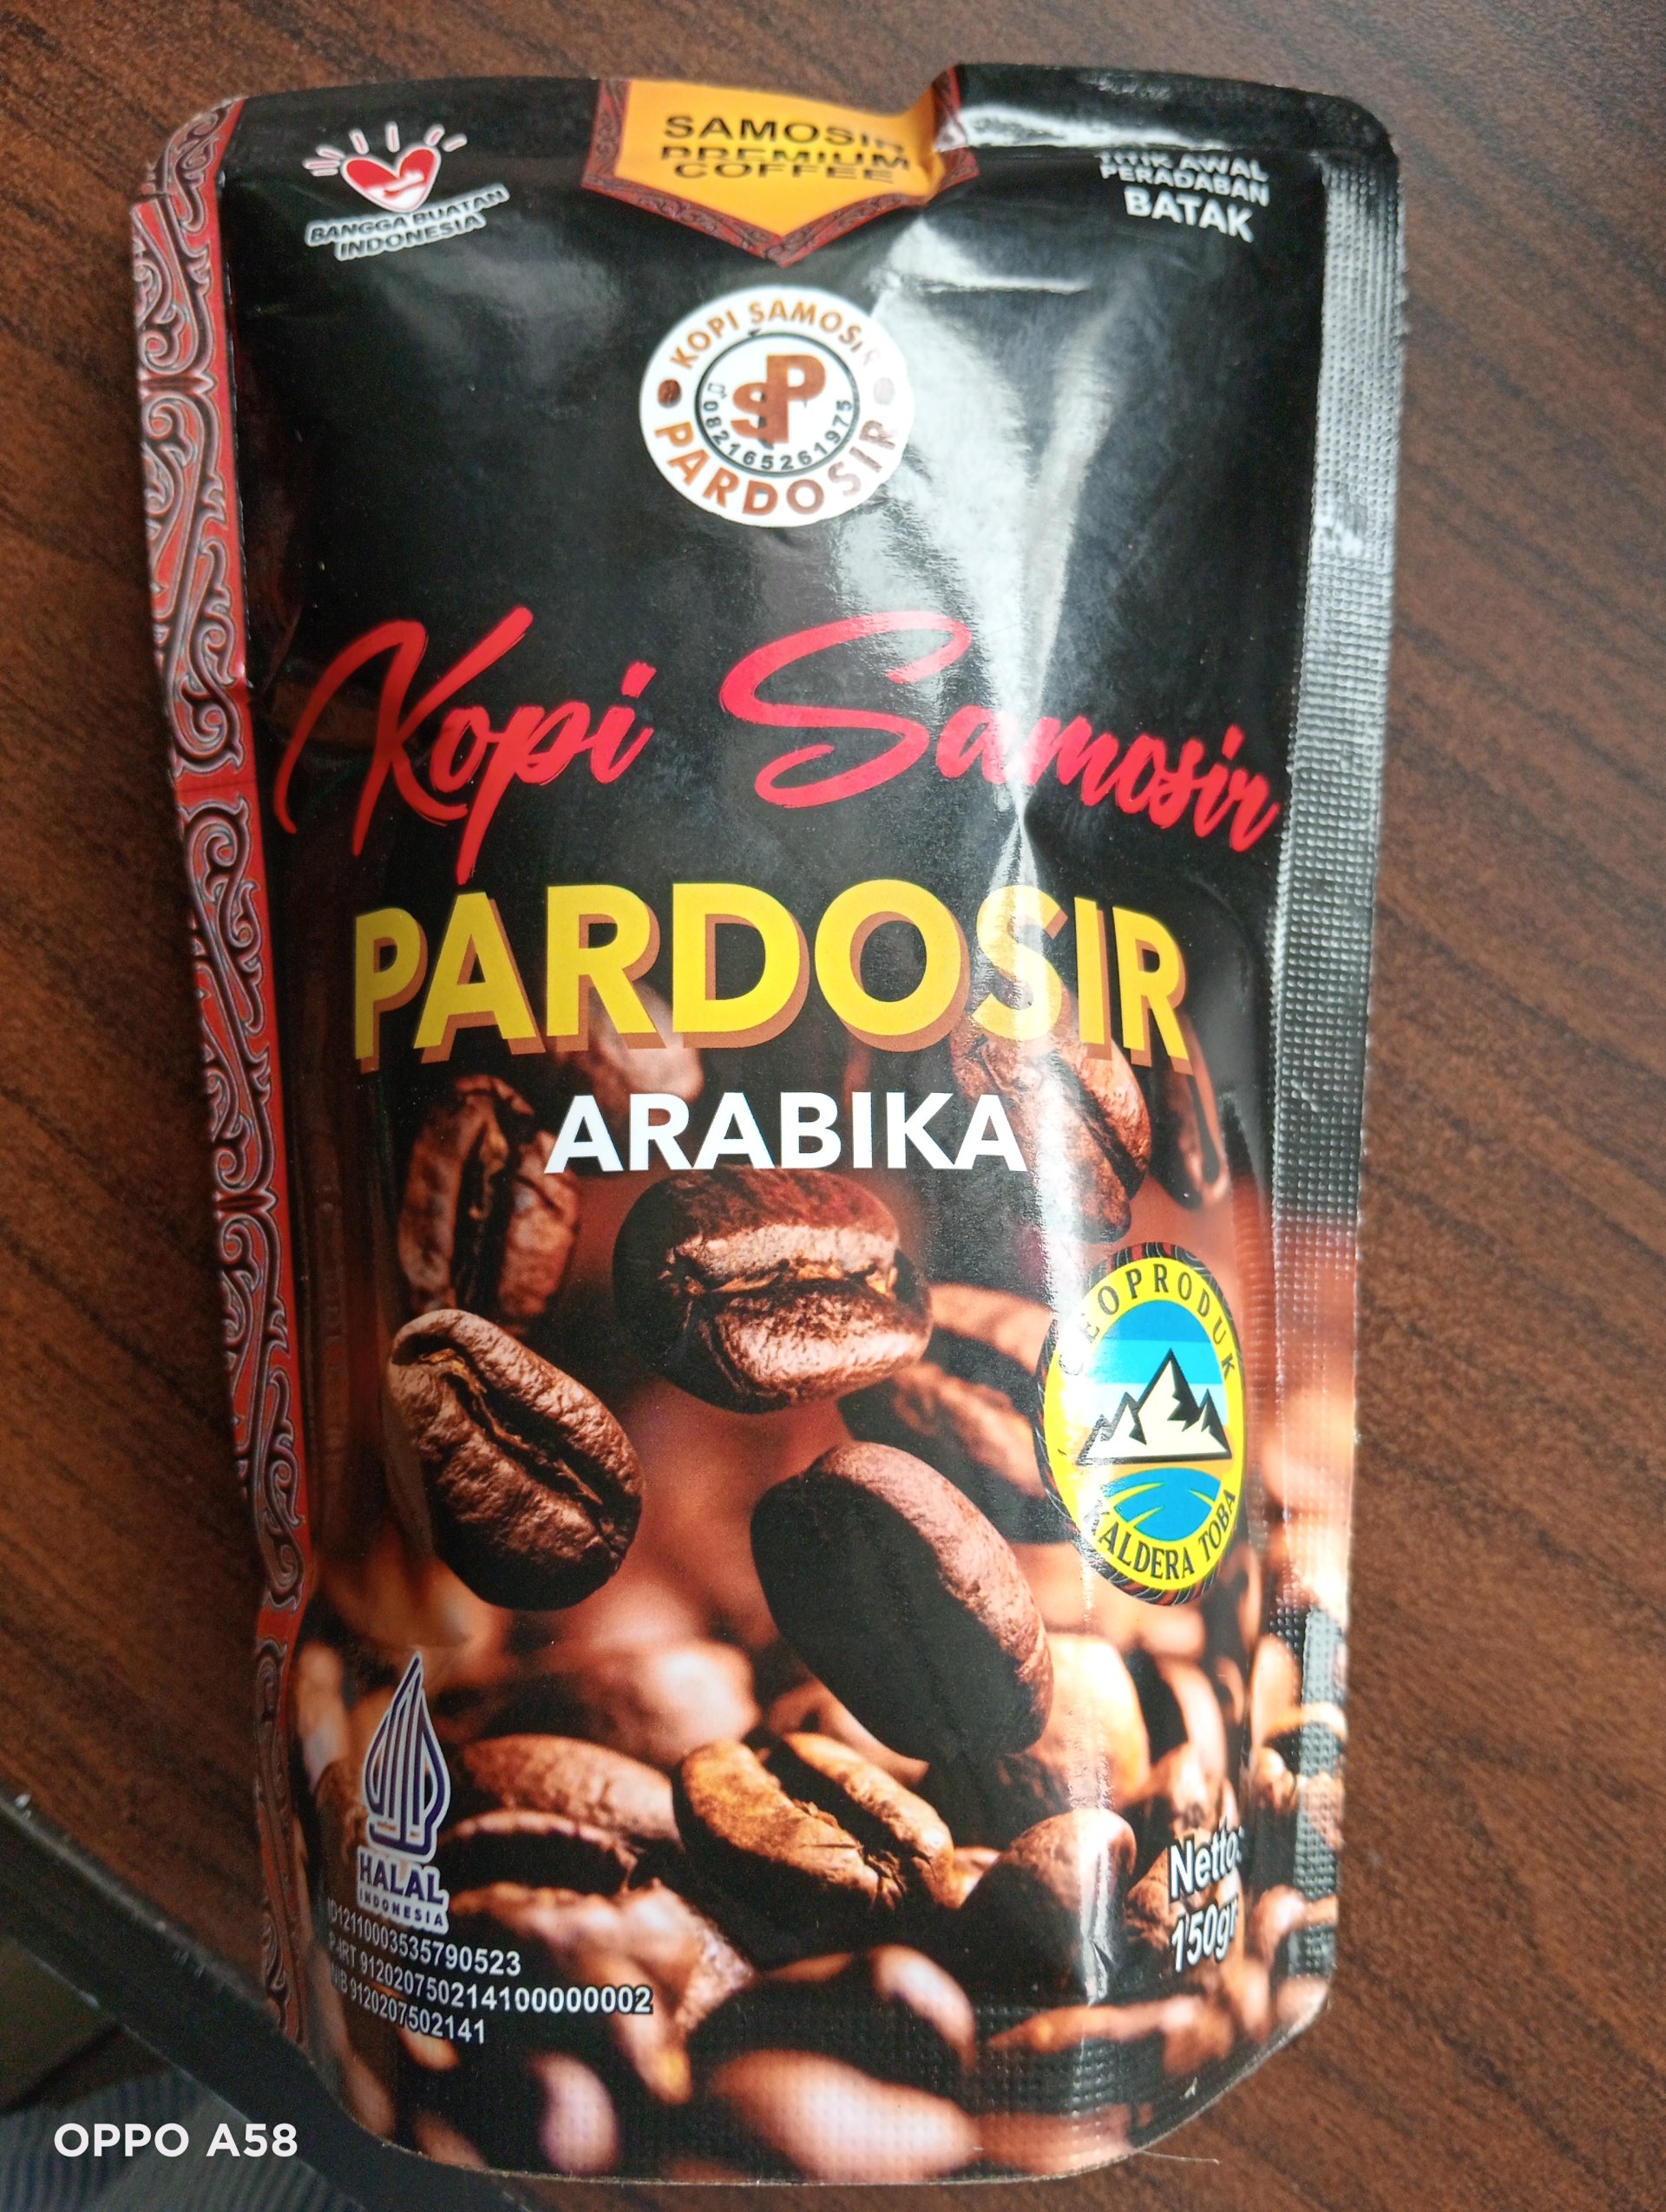 SAMOSIR
PREMIUM
COFFEE
BANGGA BUATAN
INDONESIA
TITIK AWAL
PERADABAN
BATAK
KOPI SAMOSIR
SP
082165261975
PARDOSIR
Kopi Samosir
PARDOSIR
ARABIKA
GEOPRODUK
KALDERA TOBA
HALAL
INDONESIA
ID12110003535790523
P-IRT 912020750214100000002
NIB 9120207502141
Netto:
150gr
OPPO A58